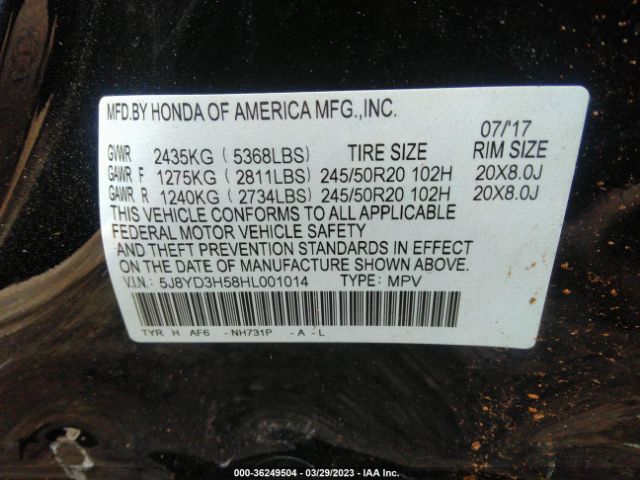 MFD.BY HONDA OF AMERICA MFG.,INC.
07/'17
GVWR 2435KG ( 5368LBS) TIRE SIZE RIM SIZE
GAWR F 1275KG ( 2811LBS) 245/50R20 102H 20X8.0J
GAWR R 1240KG ( 2734LBS) 245/50R20 102H 20X8.0J
THIS VEHICLE CONFORMS TO ALL APPLICABLE
FEDERAL MOTOR VEHICLE SAFETY
AND THEFT PREVENTION STANDARDS IN EFFECT
ON THE DATE OF MANUFACTURE SHOWN ABOVE.
V.I.N.: 5J8YD3H58HL001014 TYPE: MPV
TYR H AF6 - NH731P - A - L
000-36249504 — 03/29/2023 — IAA Inc.